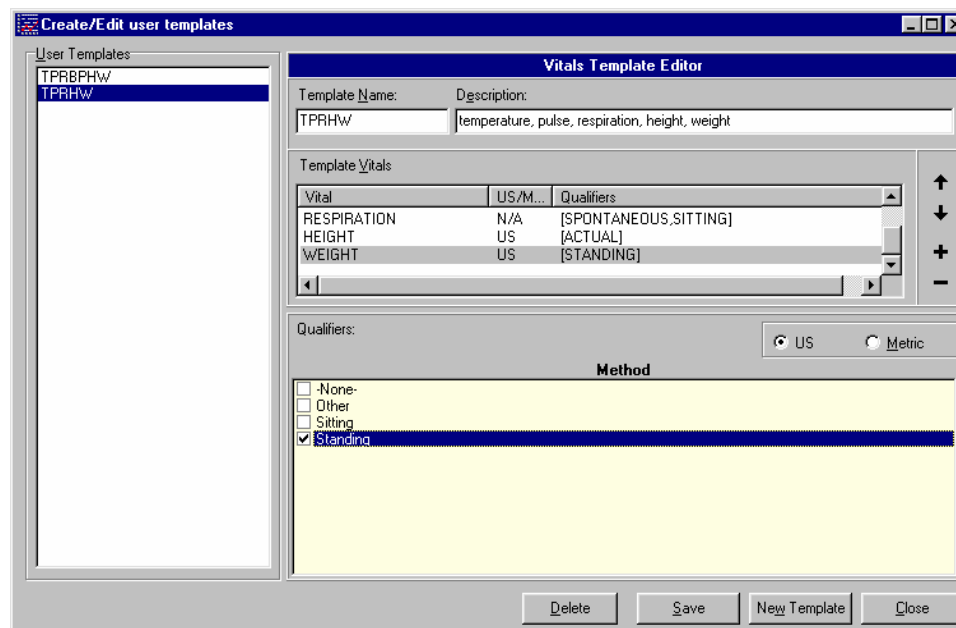 Create/Edit user templates
User Templates
TPRBPHW
TPRHW
Vitals Template Editor
Template Name: Description:
TPRHW temperature, pulse, respiration, height, weight
Template Vitals
Vital US/M... Qualifiers
RESPIRATION N/A [SPONTANEOUS,SITTING]
HEIGHT US [ACTUAL]
WEIGHT US [STANDING]
Qualifiers:
US Metric
Method
-None-
Other
Sitting
Standing
Delete Save New Template Close